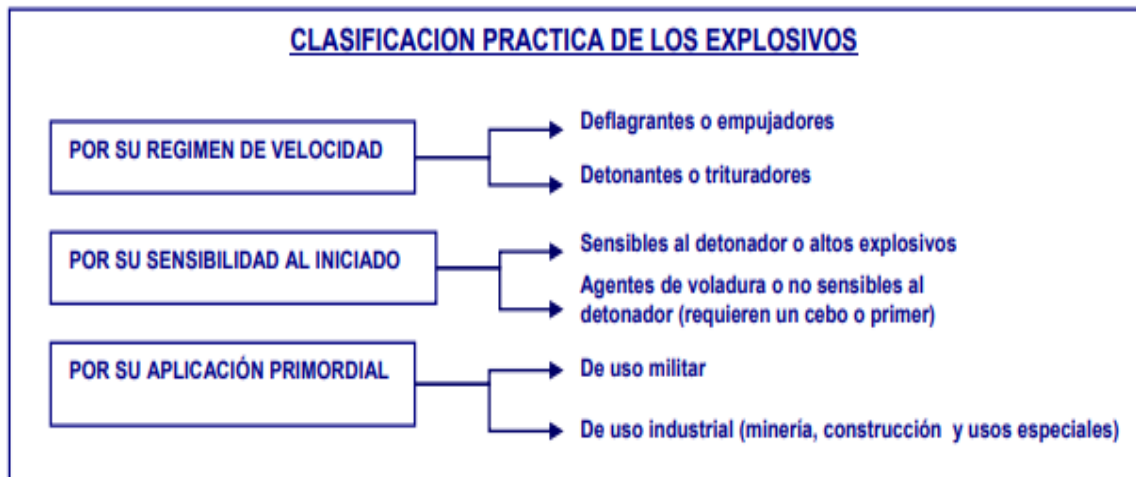 CLASIFICACION PRACTICA DE LOS EXPLOSIVOS
POR SU REGIMEN DE VELOCIDAD
Deflagrantes o empujadores
Detonantes o trituradores
POR SU SENSIBILIDAD AL INICIADO
Sensibles al detonador o altos explosivos
Agentes de voladura o no sensibles al
detonador (requieren un cebo o primer)
POR SU APLICACIÓN PRIMORDIAL
De uso militar
De uso industrial (minería, construcción y usos especiales)